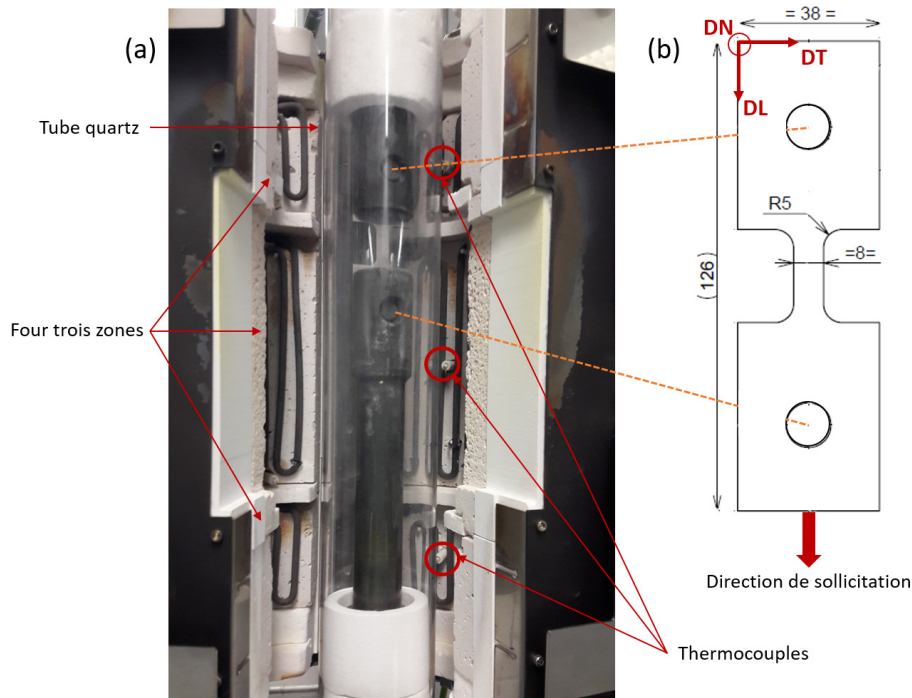 (a)
Tube quartz
Four trois zones
Thermocouples
(b)
= 38 =
DN
DT
DL
R5
=8=
(126)
Direction de sollicitation